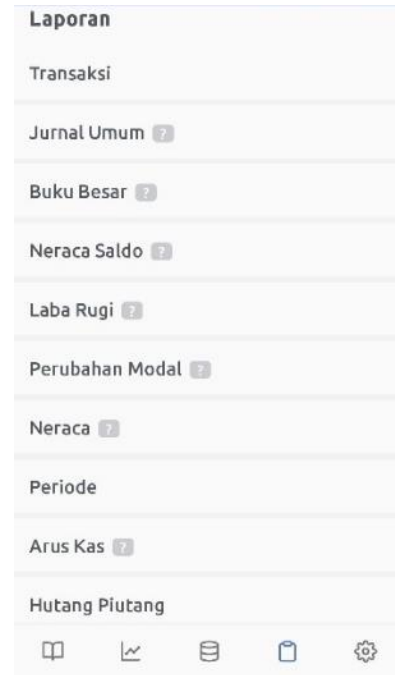 Laporan
Transaksi
Jurnal Umum ?
Buku Besar ?
Neraca Saldo ?
Laba Rugi ?
Perubahan Modal ?
Neraca ?
Periode
Arus Kas ?
Hutang Piutang